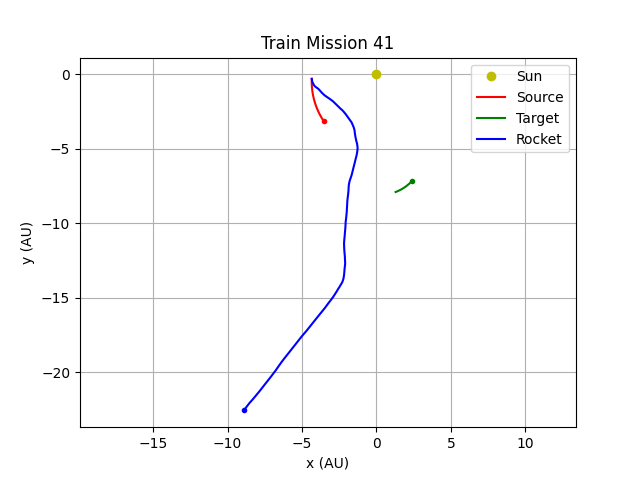 Train Mission 41
Sun
Source
Target
Rocket
0
−5
−10
−15
−20
y (AU)
−15
−10
−5
0
5
10
x (AU)